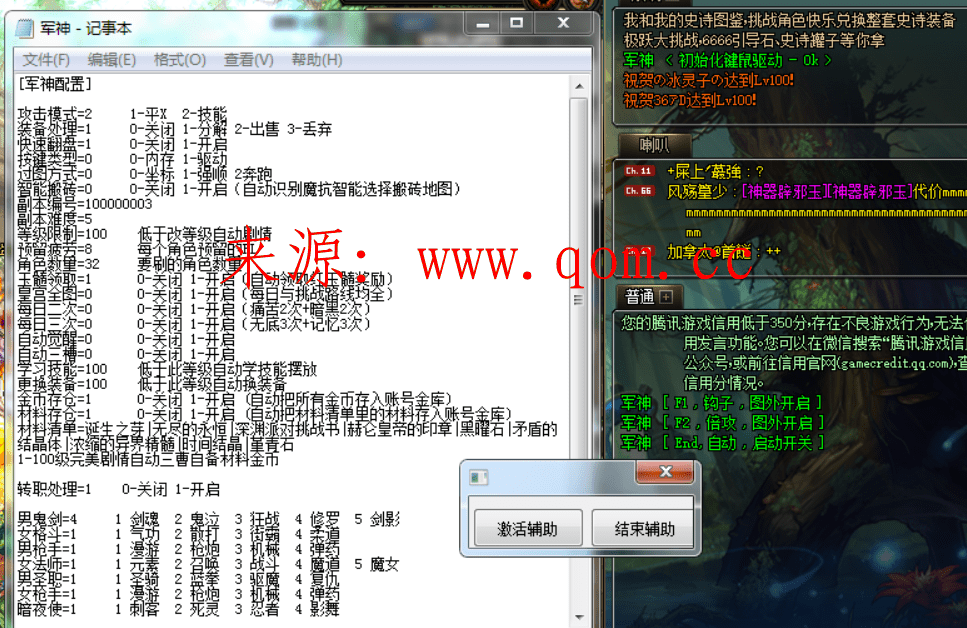 军神 - 记事本
文件(F) 编辑(E) 格式(O) 查看(V) 帮助(H)
[军神配置]
攻击模式=2 1-平X 2-技能
装备处理=1 0-关闭 1-分解 2-出售 3-丢弃
快速翻盘=1 0-关闭 1-开启
按键类型=0 0-内存 1-驱动
过图方式=0 0-坐标 1-强顺 2奔跑
智能搬砖=0 0-关闭 1-开启(自动识别魔抗智能选择搬砖地图)
副本编号=100000003
副本难度=5
等级限制=100 低于改等级自动剧情
预留疲劳=8 每个角色预留的
角色数量=32 要刷的角色数量
玉髓领取=1 0-关闭 1-开启(自动领取红玉髓奖励)
皇宫全图=0 0-关闭 1-开启(每日与挑战路线均全)
每日二次=0 0-关闭 1-开启(痛苦2次+暗黑2次)
每日三次=0 0-关闭 1-开启(无底3次+记忆3次)
自动觉醒=0 0-关闭 1-开启
自动三槽=0 0-关闭 1-开启
学习技能=100 低于此等级自动学技能摆放
更换装备=100 低于此等级自动换装备
金币存仓=1 0-关闭 1-开启 (自动把所有金币存入账号金库)
材料存仓=1 0-关闭 1-开启 (自动把材料清单里的材料存入账号金库)
材料清单=诞生之芽|无尽的永恒|深渊派对挑战书|赫仑皇帝的印章|黑曜石|矛盾的
结晶体|浓缩的异界精髓|时间结晶|堇青石
1-100级完美剧情自动三曹自备材料金币
转职处理=1 0-关闭 1-开启
男鬼剑=4 1 剑魂 2 鬼泣 3 狂战 4 修罗 5 剑影
女格斗=1 1 气功 2 散打 3 街霸 4 柔道
男枪手=1 1 漫游 2 枪炮 3 机械 4 弹药
女法师=1 1 元素 2 召唤 3 战斗 4 魔道 5 魔女
男圣职=1 1 圣骑 2 蓝拳 3 驱魔 4 复仇
女枪手=1 1 漫游 2 枪炮 3 机械 4 弹药
暗夜使=1 1 刺客 2 死灵 3 忍者 4 影舞
来源: www.qom.cc
激活辅助 结束辅助
我和我的史诗图鉴,挑战角色快乐兑换整套史诗装备
极跃大挑战,6666引导石、史诗罐子等你拿
军神 < 初始化键鼠驱动 - Ok >
祝贺の冰灵子の达到Lv100!
祝贺367D达到Lv100!
喇叭
Ch.11 +屎上ㄅ蕞強:?
Ch.66 风殇篁少:[神器辟邪玉][神器辟邪玉]代价mmm
mmmmmmmmmmmmmmmmmmmmmmmmm
mm
加拿太@首饈:++
普通
您的腾讯游戏信用低于350分,存在不良游戏行为,无法
用发言功能。您可以在微信搜索“腾讯游戏信
公众号,或前往信用官网(gamecredit.qq.com),查
信用分情况。
军神 [ F1, 钩子, 图外开启 ]
军神 [ F2, 倍攻, 图外开启 ]
军神 [ End, 自动, 启动开关 ]